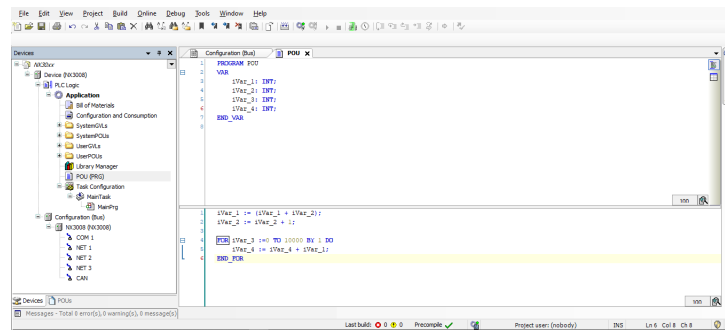 File Edit View Project Build Online Debug Tools Window Help
Devices
Configuration (Bus) POU
Device (NX3008)
PLC Logic
Application
Bill of Materials
Configuration and Consumption
SystemGVLs
SystemPOUs
UserGVLs
UserPOUs
Library Manager
POU (PRG)
Task Configuration
MainTask
MainPrg
Configuration (Bus)
NX3008 (NX3008)
COM 1
NET 1
NET 2
NET 3
CAN
Devices POUs
1 PROGRAM POU
2 VAR
3 iVar_1: INT;
4 iVar_2: INT;
5 iVar_3: INT;
6 iVar_4: INT;
7 END_VAR
8
100
1 iVar_1 := (iVar_1 + iVar_2);
2 iVar_2 := iVar_2 + 1;
3
4 FOR iVar_3 :=0 TO 10000 BY 1 DO
5 iVar_4 := iVar_4 + iVar_1;
6 END_FOR
100
Messages - Total 0 error(s), 0 warning(s), 0 message(s)
Last build: 0 0 Precompile Project user: (nobody) INS Ln 6 Col 8 Ch 8